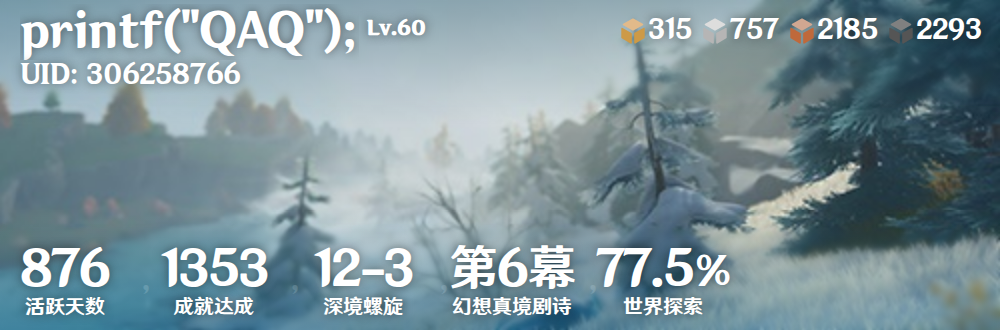 printf("QAQ"); Lv.60
315 757 2185 2293
UID: 306258766
876 1353 12-3 第6幕 77.5%
活跃天数 成就达成 深境螺旋 幻想真境剧诗 世界探索